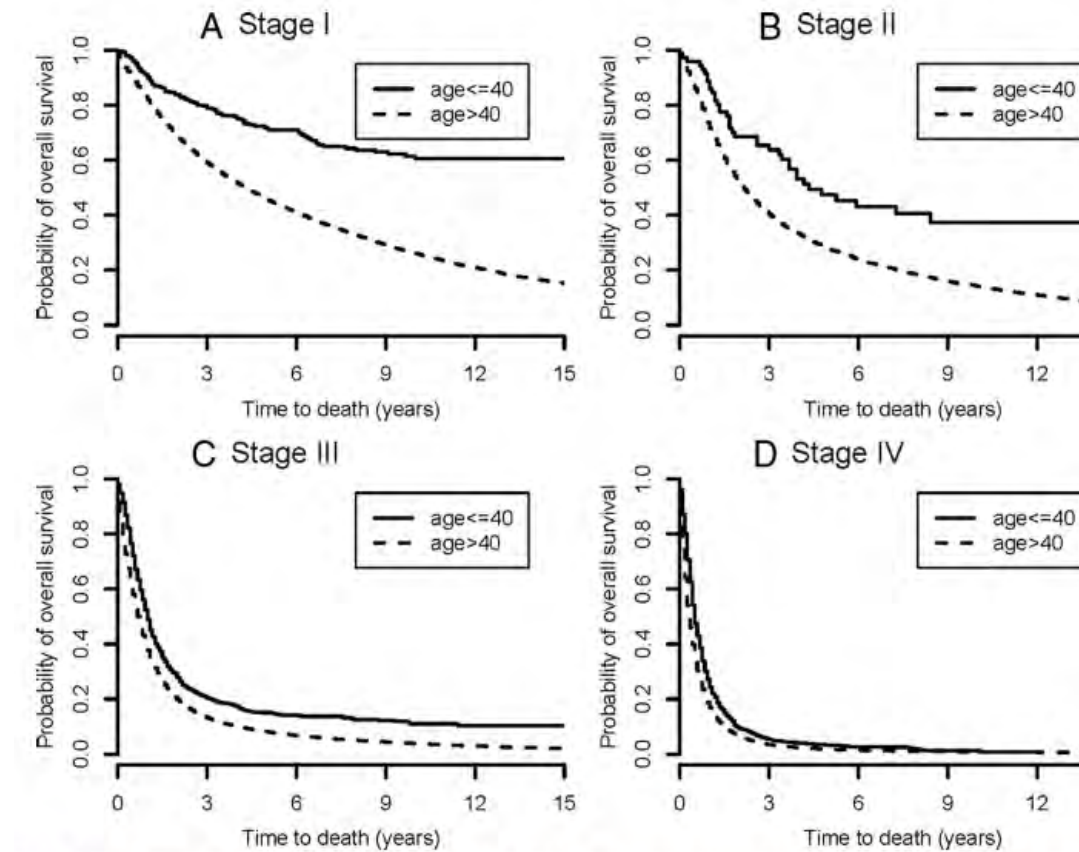 A Stage I
Probability of overall survival
0.0 0.2 0.4 0.6 0.8 1.0
age<=40
age>40
0 3 6 9 12 15
Time to death (years)
B Stage II
Probability of overall survival
0.0 0.2 0.4 0.6 0.8 1.0
age<=40
age>40
0 3 6 9 12
Time to death (years)
C Stage III
Probability of overall survival
0.0 0.2 0.4 0.6 0.8 1.0
age<=40
age>40
0 3 6 9 12 15
Time to death (years)
D Stage IV
Probability of overall survival
0.0 0.2 0.4 0.6 0.8 1.0
age<=40
age>40
0 3 6 9 12
Time to death (years)